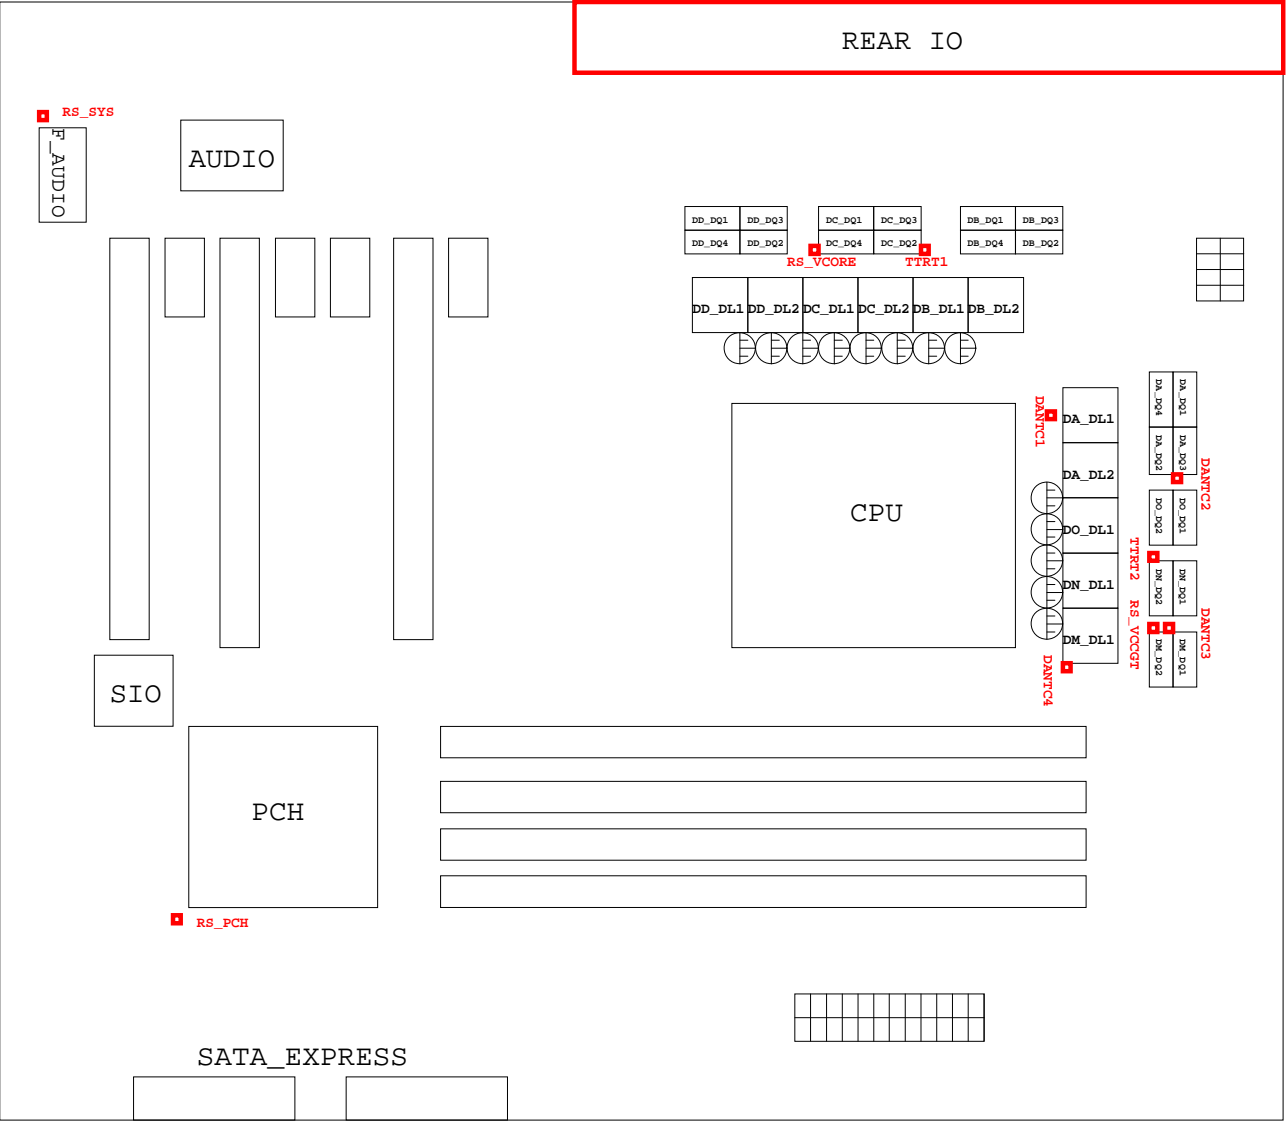 REAR IO
RS_SYS
F_AUDIO
AUDIO
DD_DQ1 DD_DQ3
DD_DQ4 DD_DQ2
DC_DQ1 DC_DQ3
DC_DQ4 DC_DQ2
DB_DQ1 DB_DQ3
DB_DQ4 DB_DQ2
RS_VCORE
TTRT1
DD_DL1 DD_DL2 DC_DL1 DC_DL2 DB_DL1 DB_DL2
DANTC1
DA_DL1
DA_DL2
DO_DL1
DN_DL1
DM_DL1
DA_DQ4
DA_DQ1
DA_DQ2
DA_DQ3
DANTC2
DO_DQ2
DO_DQ1
TTRT2
DN_DQ2
DN_DQ1
RS_VCCGT
DANTC3
DM_DQ2
DM_DQ1
DANTC4
CPU
SIO
PCH
RS_PCH
SATA_EXPRESS